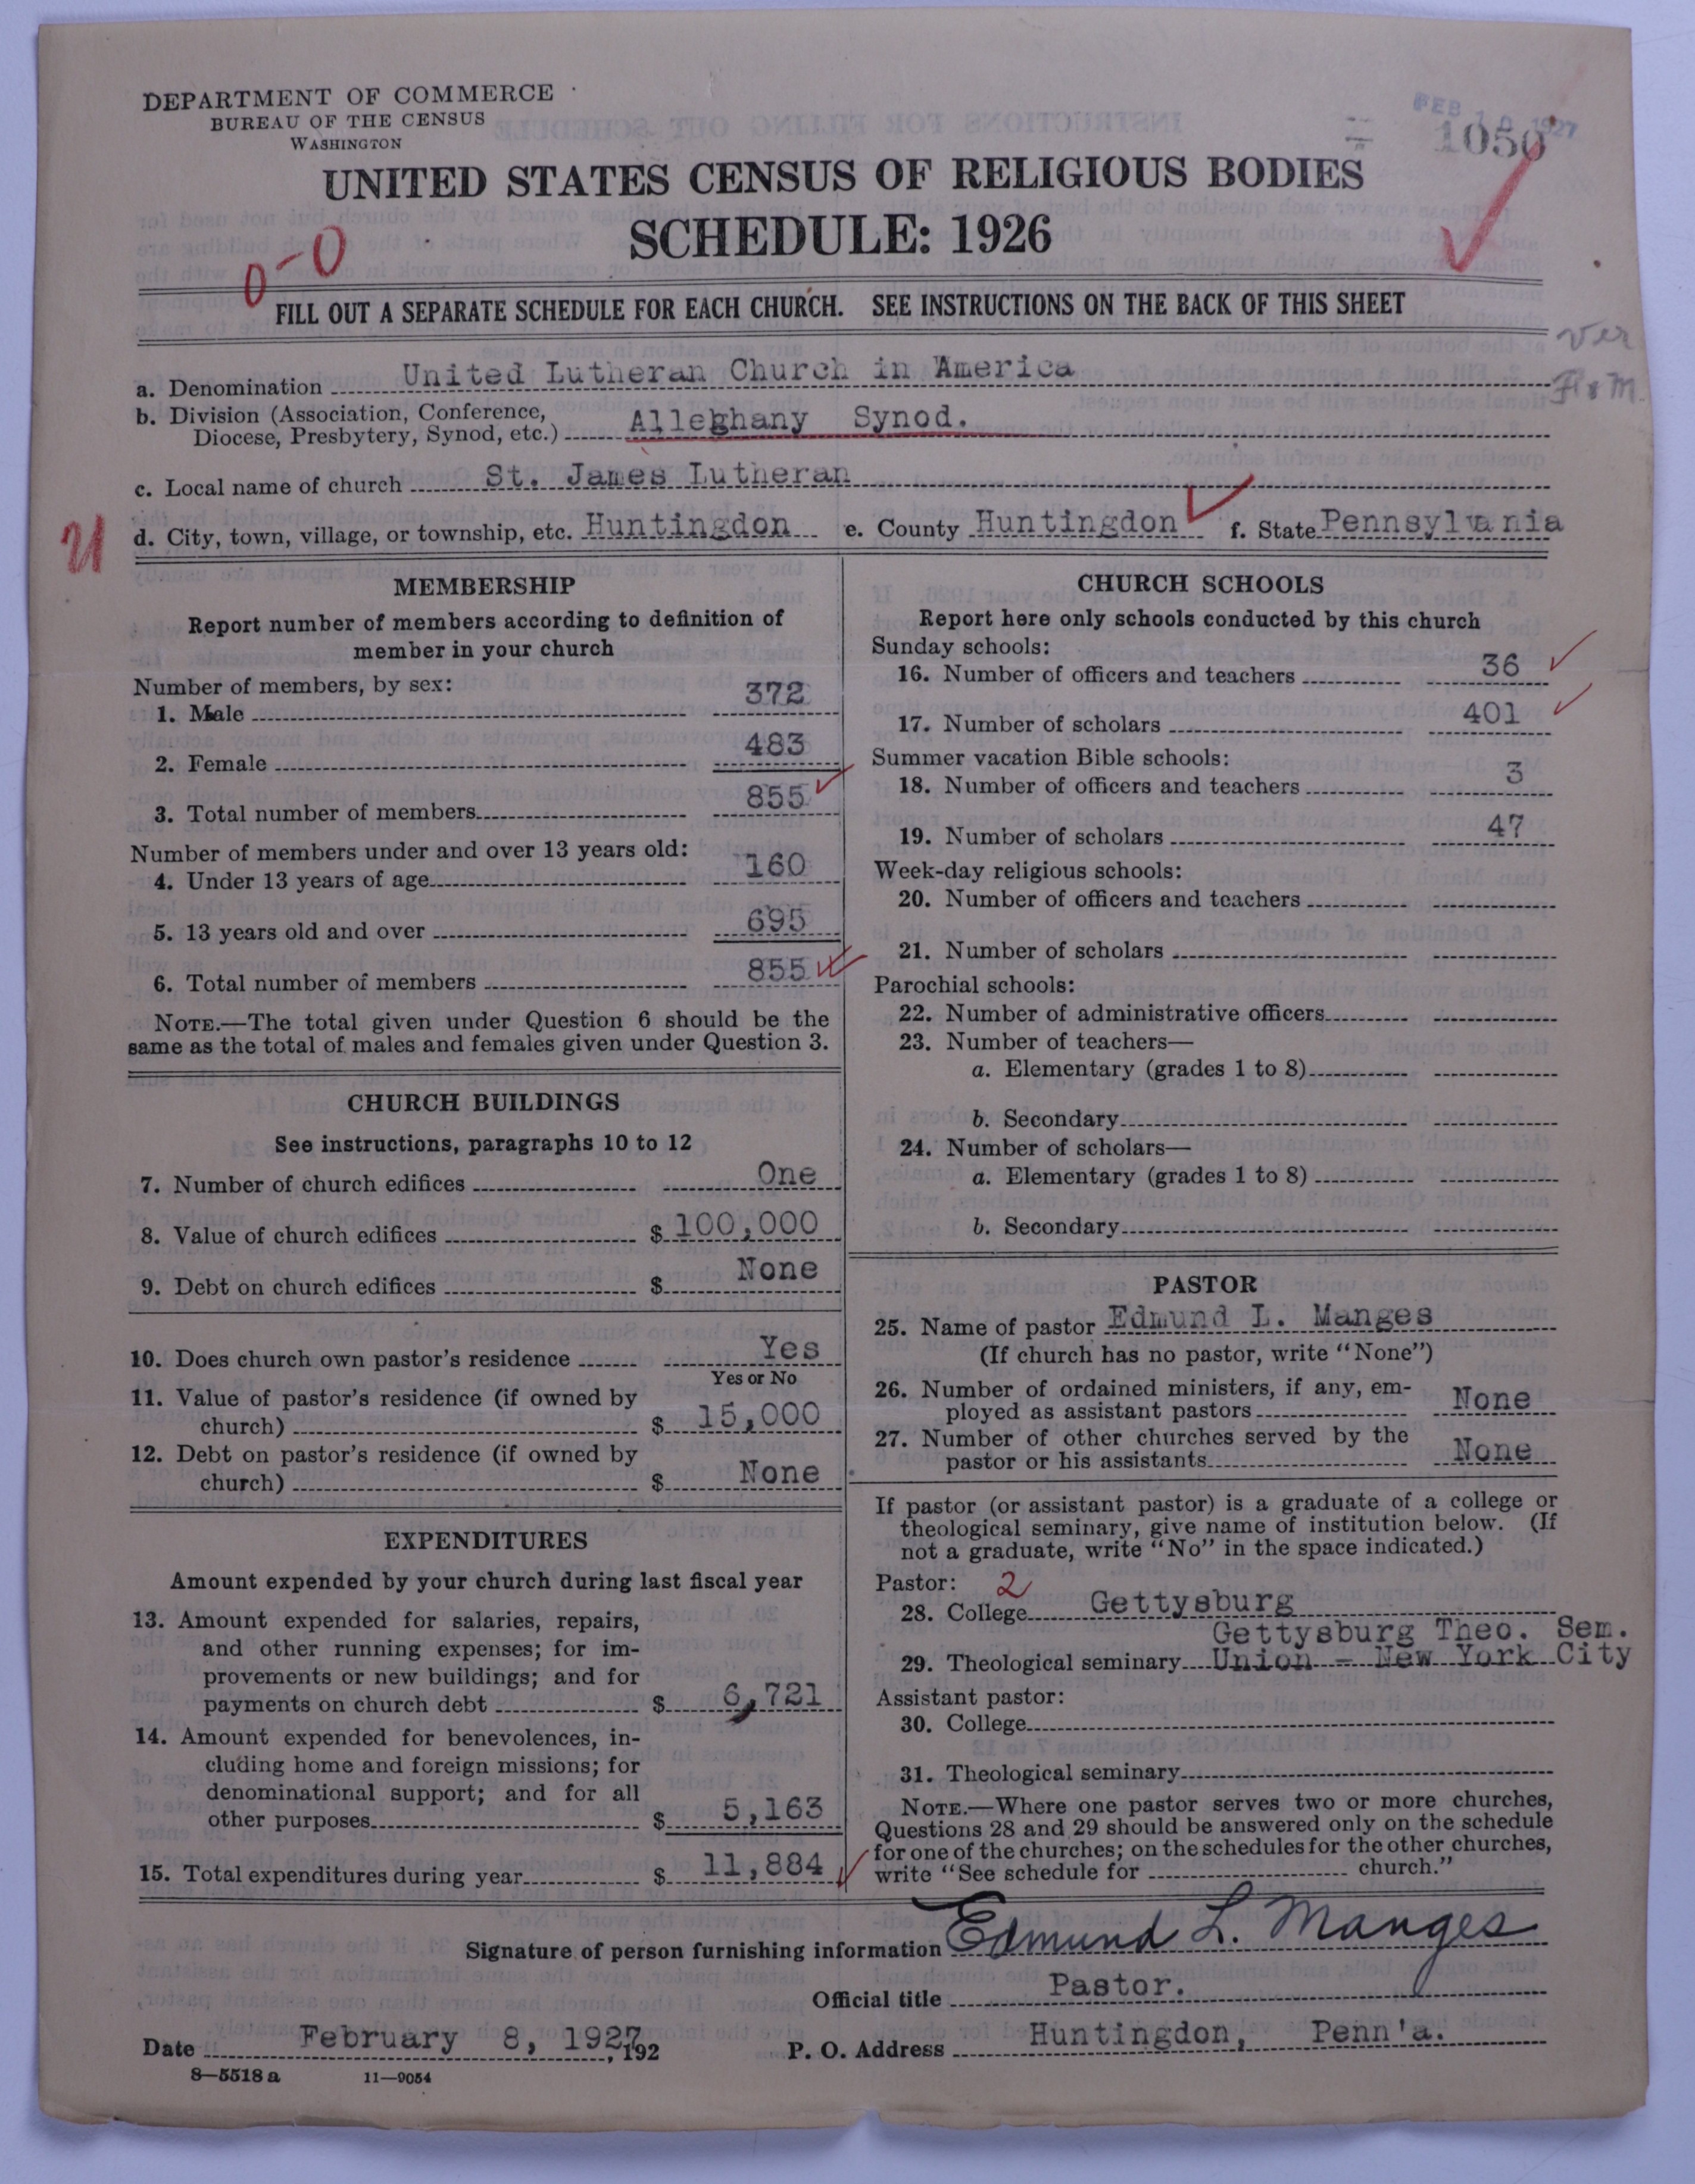 DEPARTMENT OF COMMERCE
BUREAU OF THE CENSUS
WASHINGTON
FEB 10 1927
1050
UNITED STATES CENSUS OF RELIGIOUS BODIES
SCHEDULE: 1926
0-0
FILL OUT A SEPARATE SCHEDULE FOR EACH CHURCH. SEE INSTRUCTIONS ON THE BACK OF THIS SHEET
Ver
a. Denomination United Lutheran Church in America
b. Division (Association, Conference,
Diocese, Presbytery, Synod, etc.) Alleghany Synod.
c. Local name of church St. James Lutheran
d. City, town, village, or township, etc. Huntingdon e. County Huntingdon f. State Pennsylvania
MEMBERSHIP
Report number of members according to definition of
member in your church
Number of members, by sex:
1. Male 372
2. Female 483
3. Total number of members 855
Number of members under and over 13 years old:
4. Under 13 years of age 160
5. 13 years old and over 695
6. Total number of members 855
NOTE.—The total given under Question 6 should be the
same as the total of males and females given under Question 3.
CHURCH BUILDINGS
See instructions, paragraphs 10 to 12
7. Number of church edifices One
8. Value of church edifices $ 100,000
9. Debt on church edifices $ None
10. Does church own pastor's residence Yes
Yes or No
11. Value of pastor's residence (if owned by
church) $ 15,000
12. Debt on pastor's residence (if owned by
church) $ None
EXPENDITURES
Amount expended by your church during last fiscal year
13. Amount expended for salaries, repairs,
and other running expenses; for im-
provements or new buildings; and for
payments on church debt $ 6,721
14. Amount expended for benevolences, in-
cluding home and foreign missions; for
denominational support; and for all
other purposes $ 5,163
15. Total expenditures during year $ 11,884
CHURCH SCHOOLS
Report here only schools conducted by this church
Sunday schools:
16. Number of officers and teachers 36
17. Number of scholars 401
Summer vacation Bible schools:
18. Number of officers and teachers 3
19. Number of scholars 47
Week-day religious schools:
20. Number of officers and teachers
21. Number of scholars
Parochial schools:
22. Number of administrative officers
23. Number of teachers—
a. Elementary (grades 1 to 8)
b. Secondary
24. Number of scholars—
a. Elementary (grades 1 to 8)
b. Secondary
PASTOR
25. Name of pastor Edmund L. Manges
(If church has no pastor, write "None")
26. Number of ordained ministers, if any, em-
ployed as assistant pastors None
27. Number of other churches served by the
pastor or his assistants None
If pastor (or assistant pastor) is a graduate of a college or
theological seminary, give name of institution below. (If
not a graduate, write "No" in the space indicated.)
Pastor: 2
28. College Gettysburg
Gettysburg Theo. Sem.
29. Theological seminary Union - New York City
Assistant pastor:
30. College
31. Theological seminary
NOTE.—Where one pastor serves two or more churches,
Questions 28 and 29 should be answered only on the schedule
for one of the churches; on the schedules for the other churches,
write "See schedule for church."
Signature of person furnishing information Edmund L. Manges
Official title Pastor.
Date February 8, 1927, 192 P. O. Address Huntingdon, Penn'a.
8—5518 a 11—9054